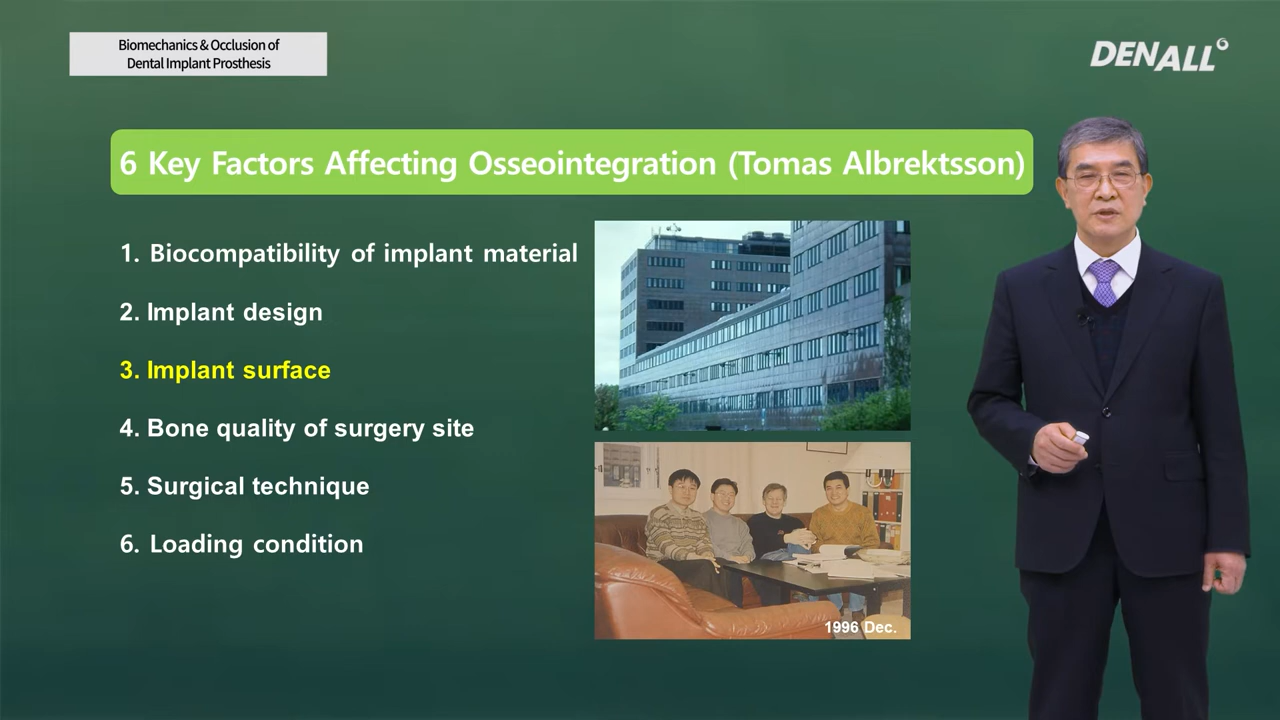 Biomechanics & Occlusion of
Dental Implant Prosthesis
DENALL
6 Key Factors Affecting Osseointegration (Tomas Albrektsson)
1. Biocompatibility of implant material
2. Implant design
3. Implant surface
4. Bone quality of surgery site
5. Surgical technique
6. Loading condition
1996 Dec.